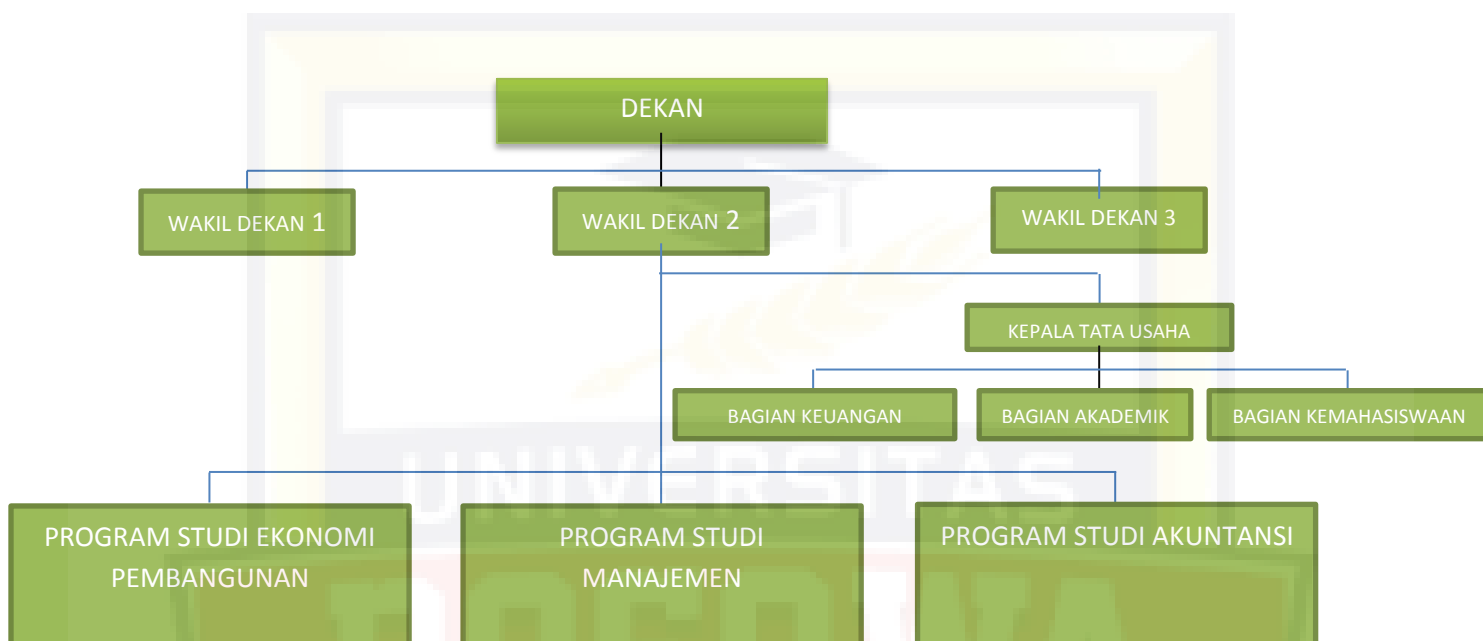 DEKAN
WAKIL DEKAN 1
WAKIL DEKAN 2
WAKIL DEKAN 3
KEPALA TATA USAHA
BAGIAN KEUANGAN
BAGIAN AKADEMIK
BAGIAN KEMAHASISWAAN
UNIVERSITAS
PROGRAM STUDI EKONOMI
PEMBANGUNAN
PROGRAM STUDI
MANAJEMEN
PROGRAM STUDI AKUNTANSI